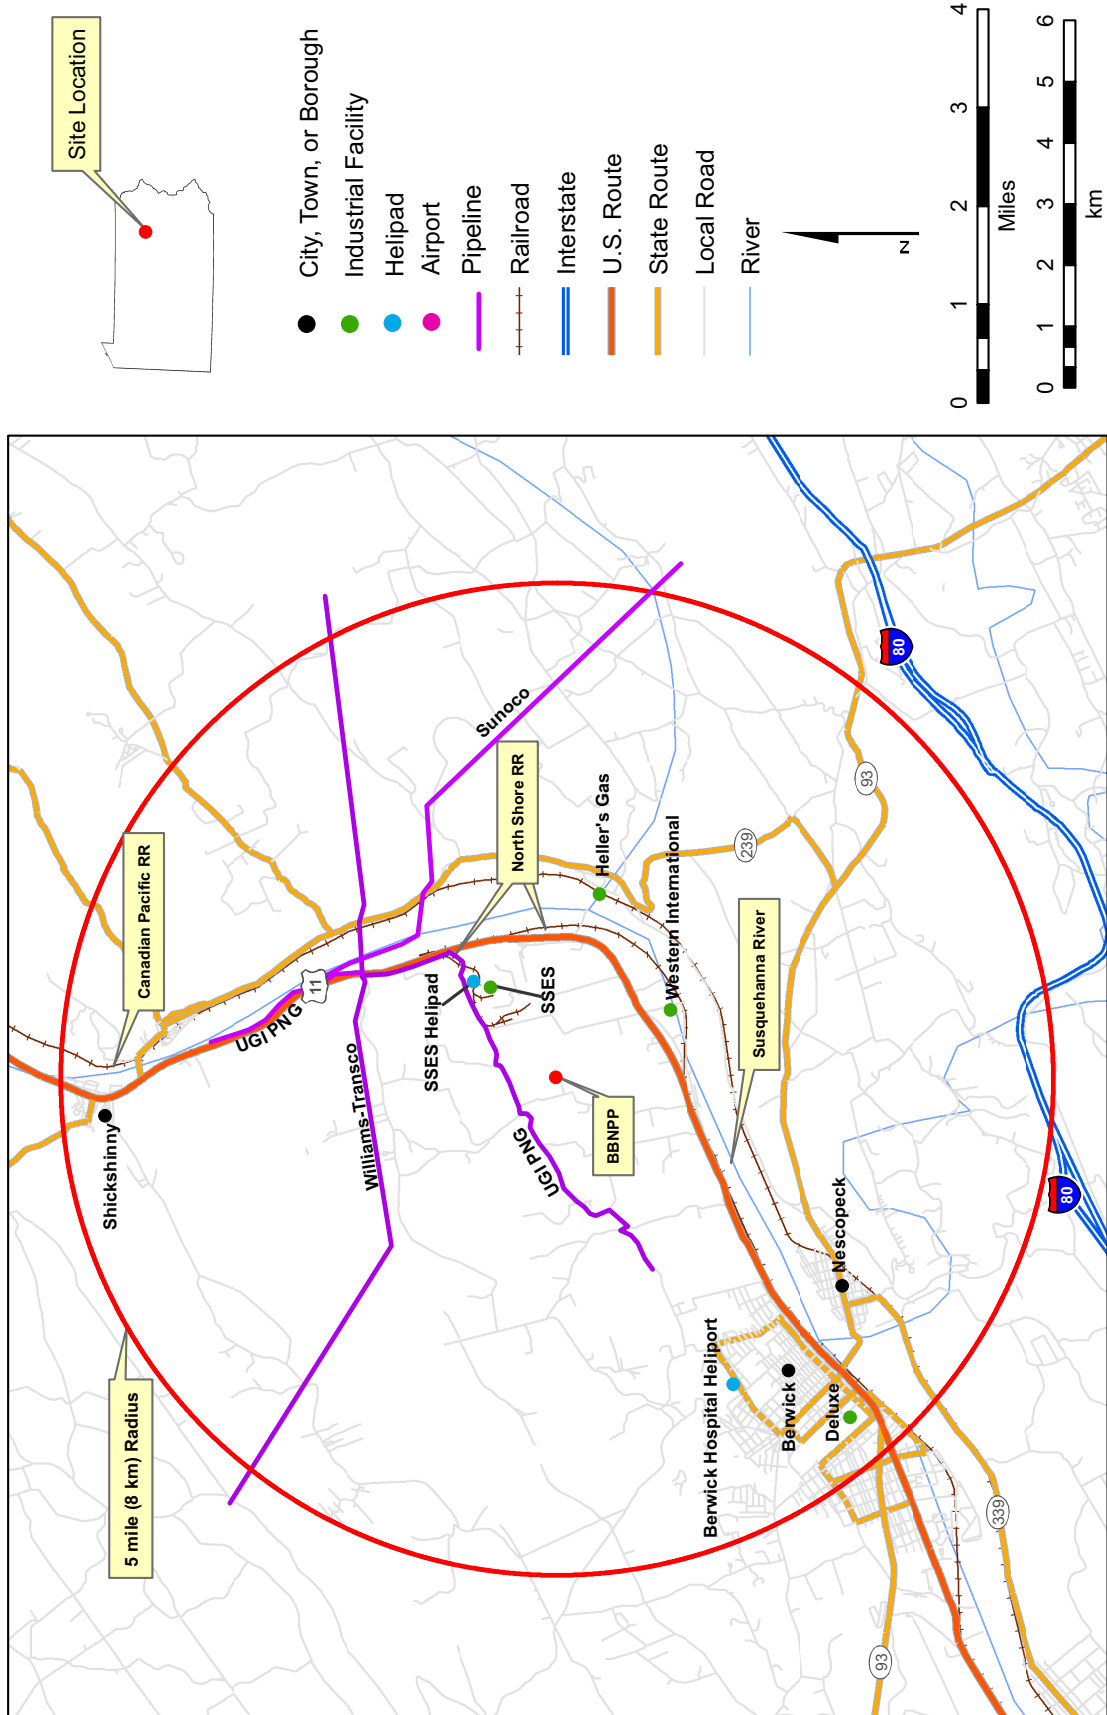 Site Location
City, Town, or Borough
Industrial Facility
Helipad
Airport
Pipeline
Railroad
Interstate
U.S. Route
State Route
Local Road
River
N
0
1
2
3
4
Miles
0
1
2
3
4
5
6
km
5 mile (8 km) Radius
Shickshinny
Canadian Pacific RR
UGI PNG
11
Williams-Transco
Sunoco
North Shore RR
SSES Helipad
SSES
UGI PNG
BBNPP
Heller's Gas
Western International
239
Susquehanna River
93
80
Nescopeck
80
Berwick Hospital Heliport
Berwick
Deluxe
93
339